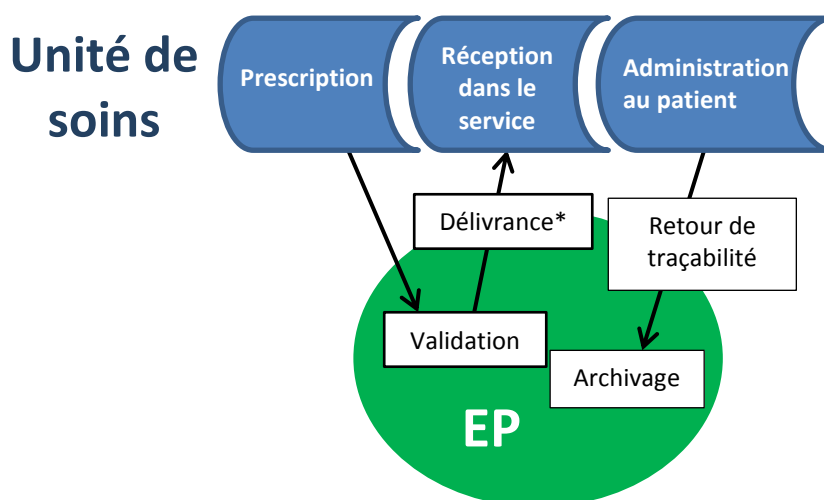 Unité de
soins
Prescription
Réception
dans le
service
Administration
au patient
Délivrance*
Retour de
traçabilité
Validation
Archivage
EP